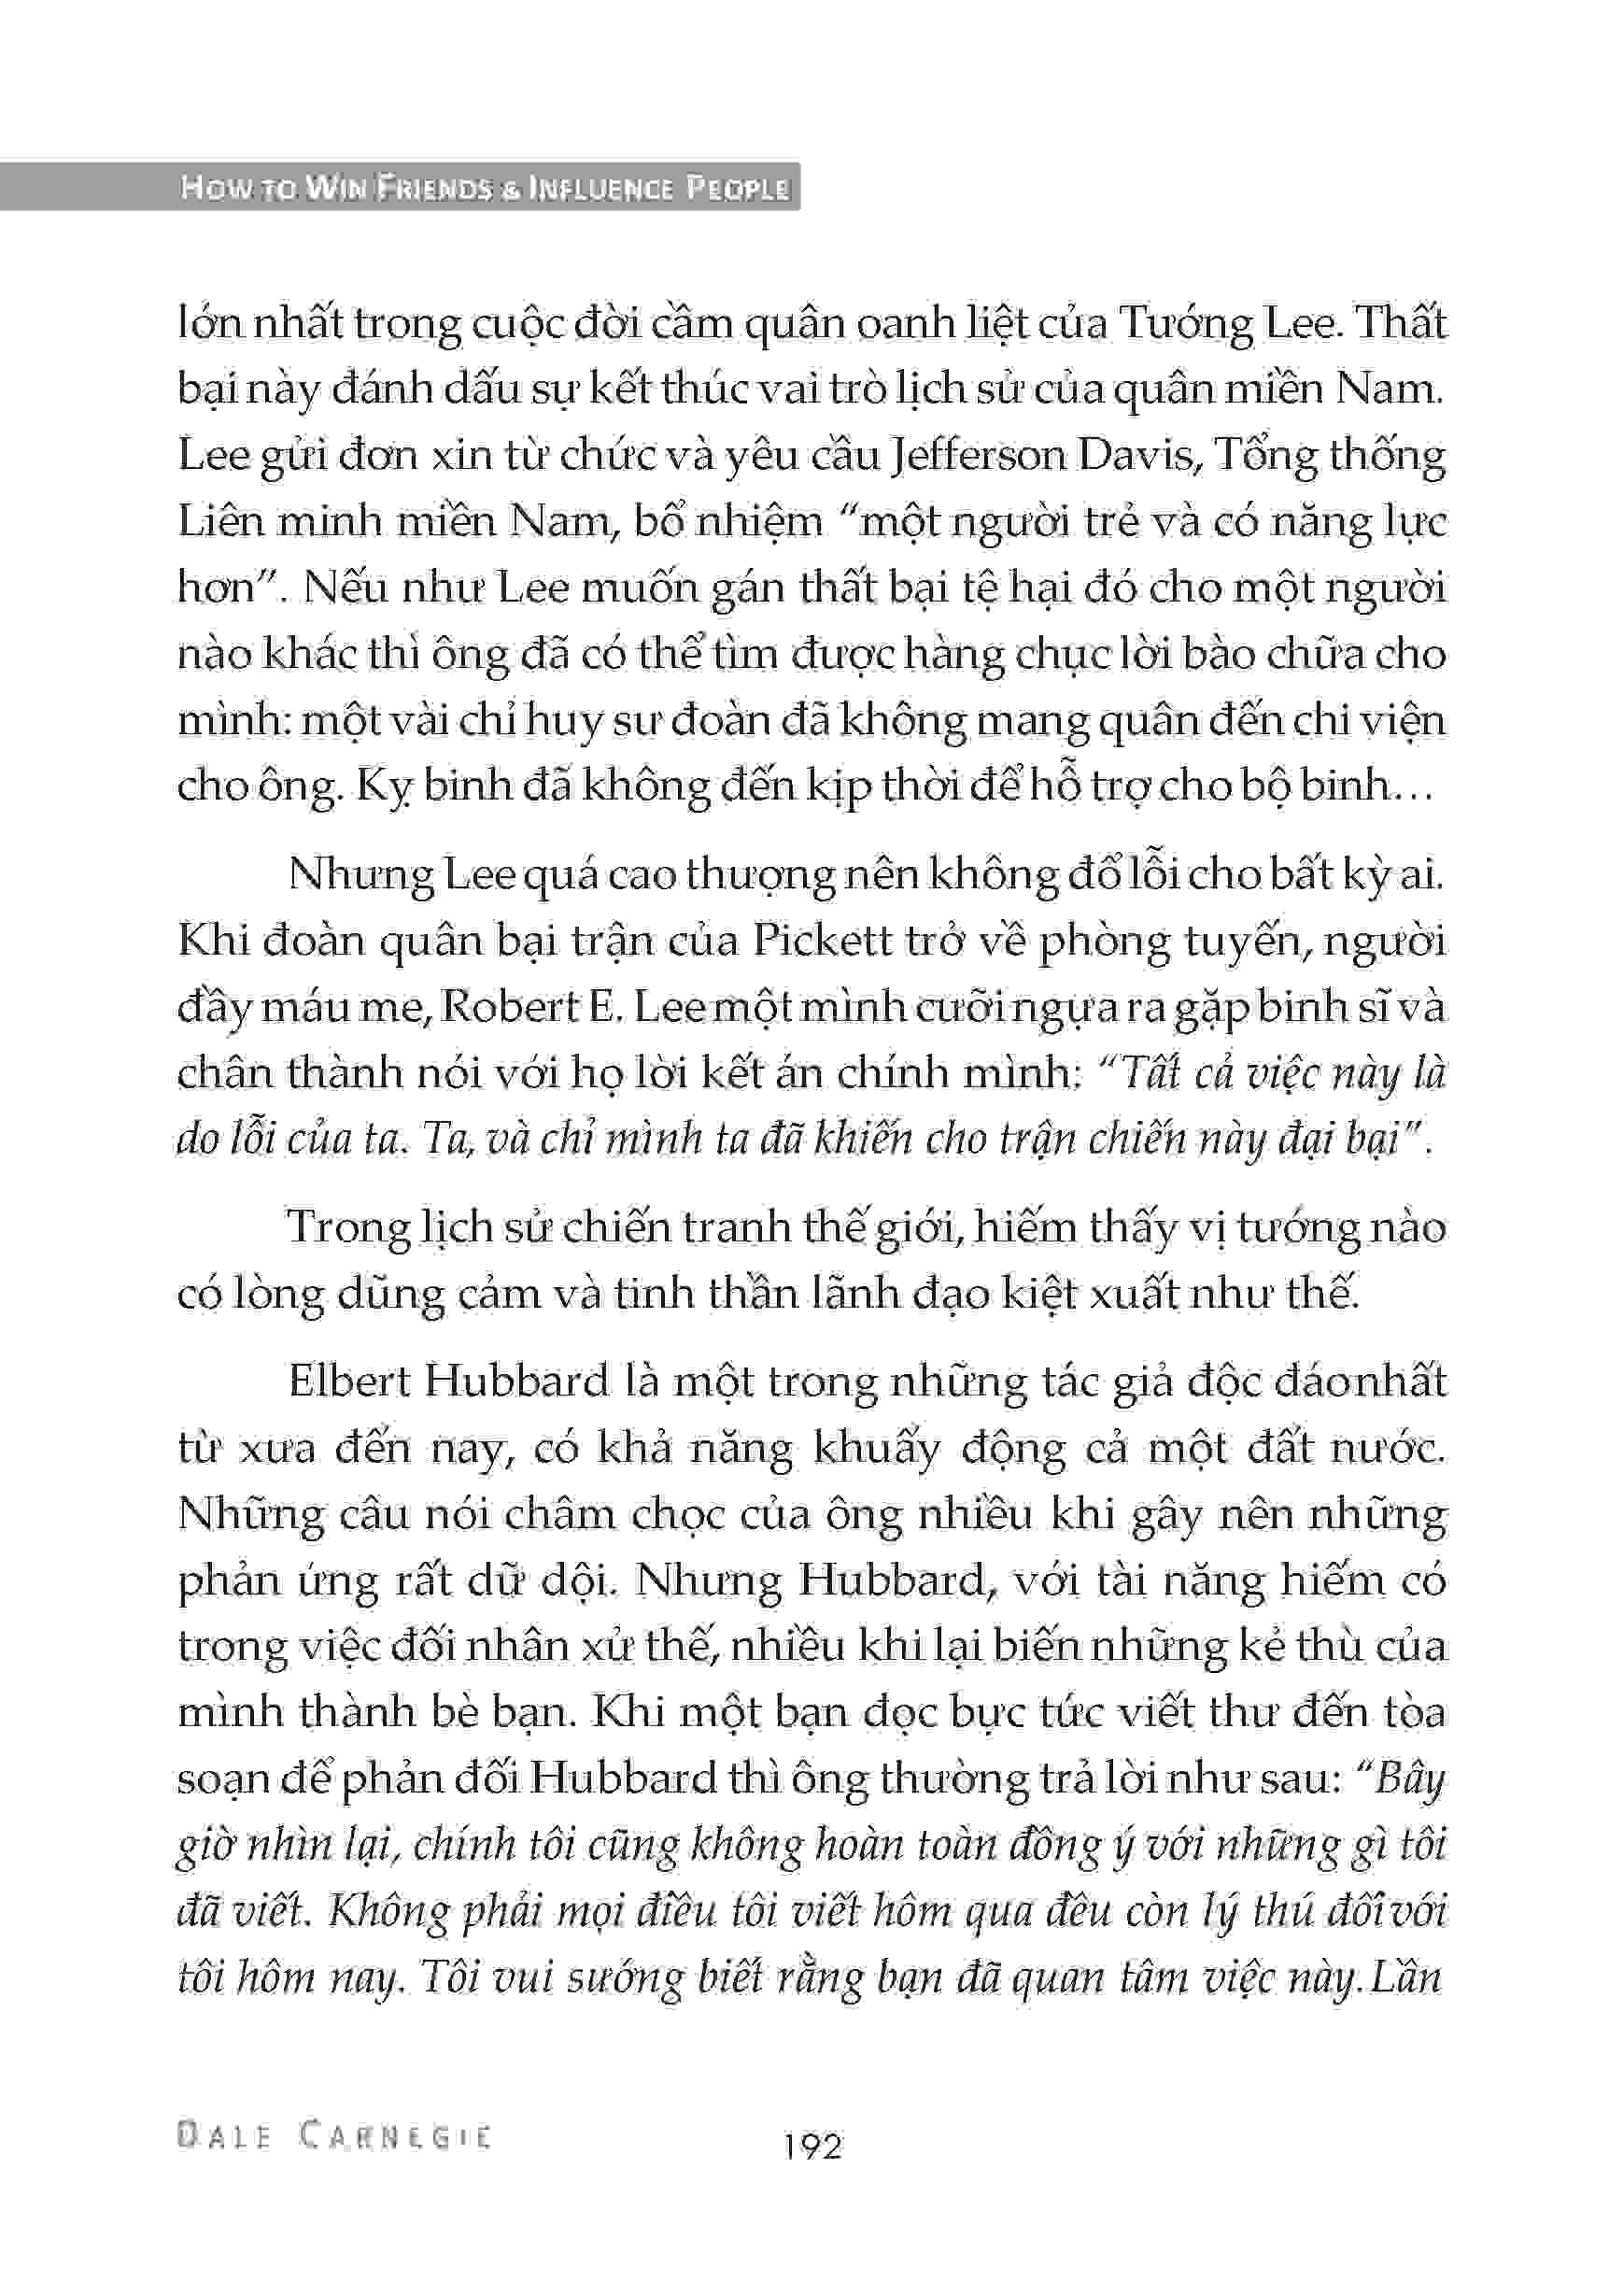 HOW TO WIN FRIENDS & INFLUENCE PEOPLE
lớn nhất trong cuộc đời cầm quân oanh liệt của Tướng Lee. Thất
bại này đánh dấu sự kết thúc vai trò lịch sử của quân miền Nam.
Lee gửi đơn xin từ chức và yêu cầu Jefferson Davis, Tổng thống
Liên minh miền Nam, bổ nhiệm “một người trẻ và có năng lực
hơn”. Nếu như Lee muốn gán thất bại tệ hại đó cho một người
nào khác thì ông đã có thể tìm được hàng chục lời bào chữa cho
mình: một vài chỉ huy sư đoàn đã không mang quân đến chi viện
cho ông. Kỵ binh đã không đến kịp thời để hỗ trợ cho bộ binh…
Nhưng Lee quá cao thượng nên không đổ lỗi cho bất kỳ ai.
Khi đoàn quân bại trận của Pickett trở về phòng tuyến, người
đầy máu me, Robert E. Lee một mình cưỡi ngựa ra gặp binh sĩ và
chân thành nói với họ lời kết án chính mình: “Tất cả việc này là
do lỗi của ta. Ta, và chỉ mình ta đã khiến cho trận chiến này đại bại”.
Trong lịch sử chiến tranh thế giới, hiếm thấy vị tướng nào
có lòng dũng cảm và tinh thần lãnh đạo kiệt xuất như thế.
Elbert Hubbard là một trong những tác giả độc đáo nhất
từ xưa đến nay, có khả năng khuấy động cả một đất nước.
Những câu nói châm chọc của ông nhiều khi gây nên những
phản ứng rất dữ dội. Nhưng Hubbard, với tài năng hiếm có
trong việc đối nhân xử thế, nhiều khi lại biến những kẻ thù của
mình thành bè bạn. Khi một bạn đọc bực tức viết thư đến tòa
soạn để phản đối Hubbard thì ông thường trả lời như sau: “Bây
giờ nhìn lại, chính tôi cũng không hoàn toàn đồng ý với những gì tôi
đã viết. Không phải mọi điều tôi viết hôm qua đều còn lý thú đối với
tôi hôm nay. Tôi vui sướng biết rằng bạn đã quan tâm việc này. Lần
DALE CARNEGIE
192